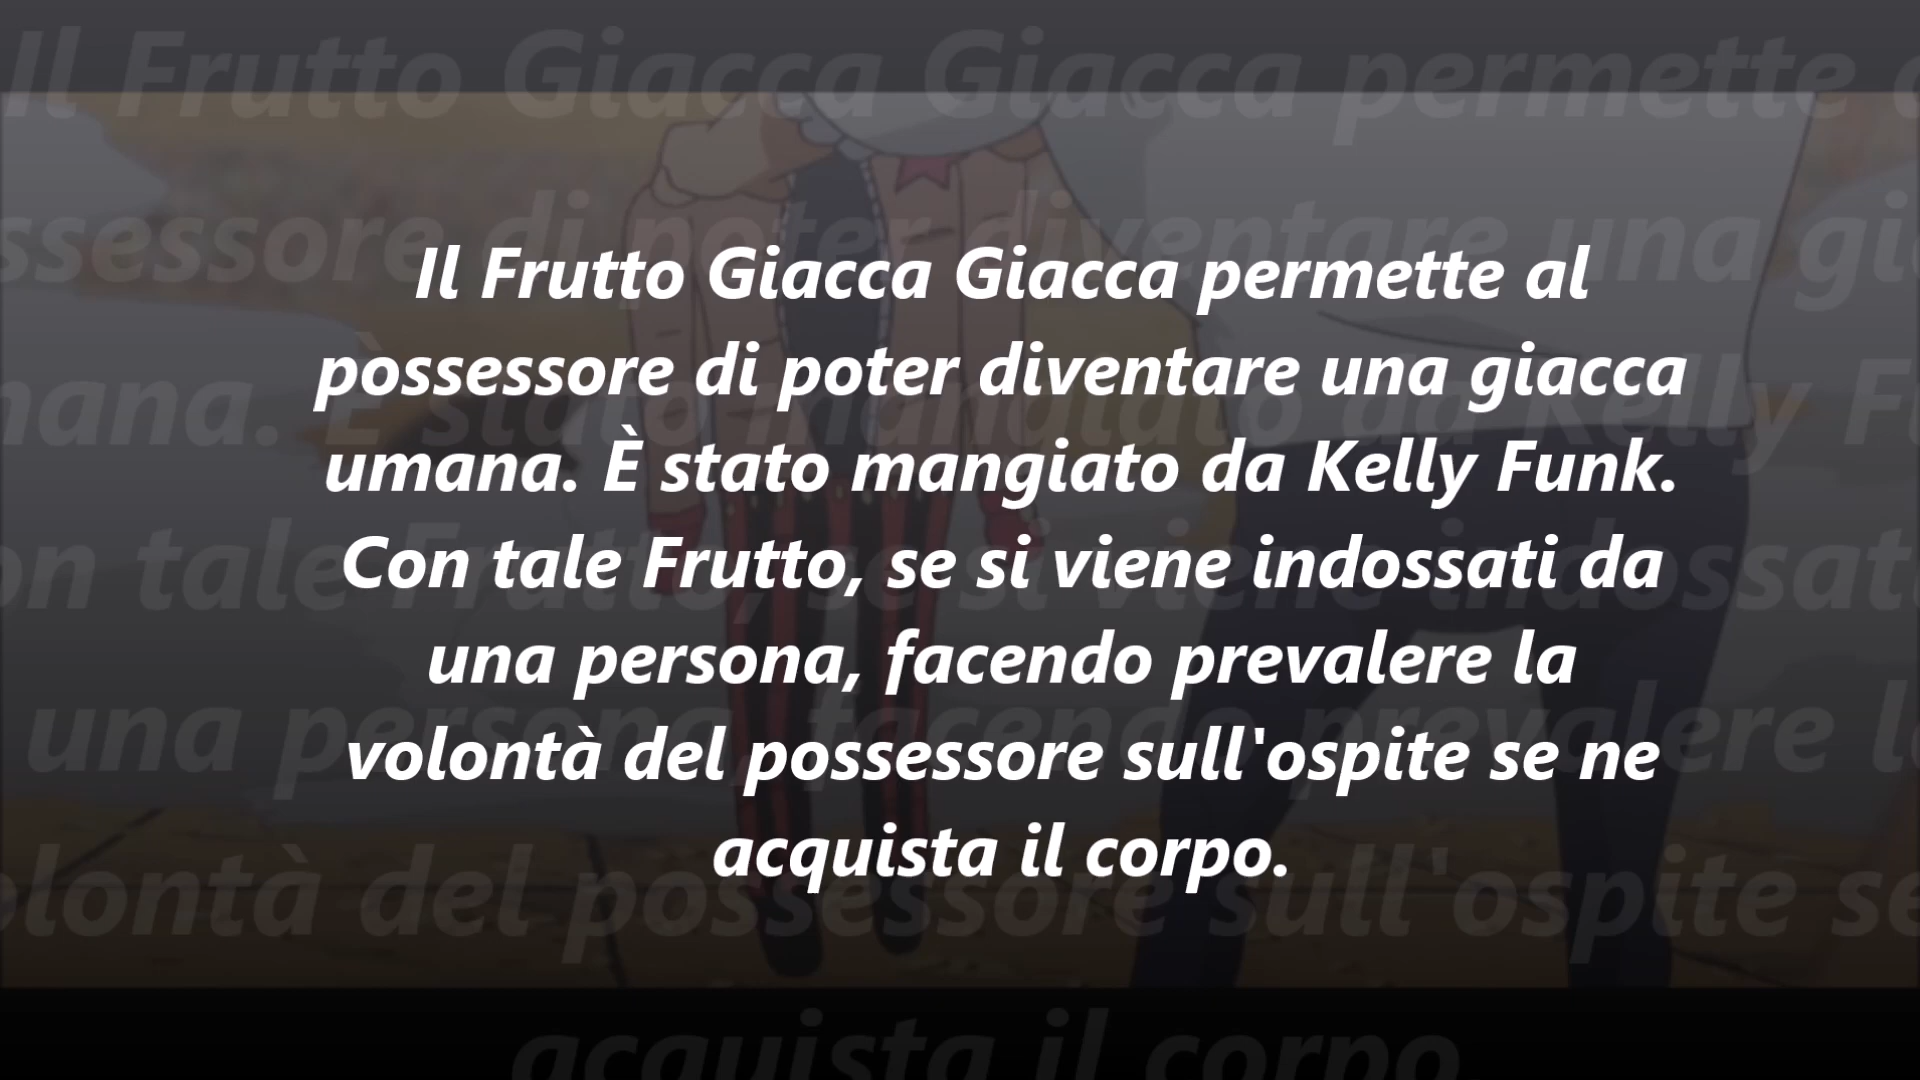 Il Frutto Giacca Giacca permette al
possessore di poter diventare una giacca
umana. È stato mangiato da Kelly Funk.
Con tale Frutto, se si viene indossati da
una persona, facendo prevalere la
volontà del possessore sull'ospite se ne
acquista il corpo.